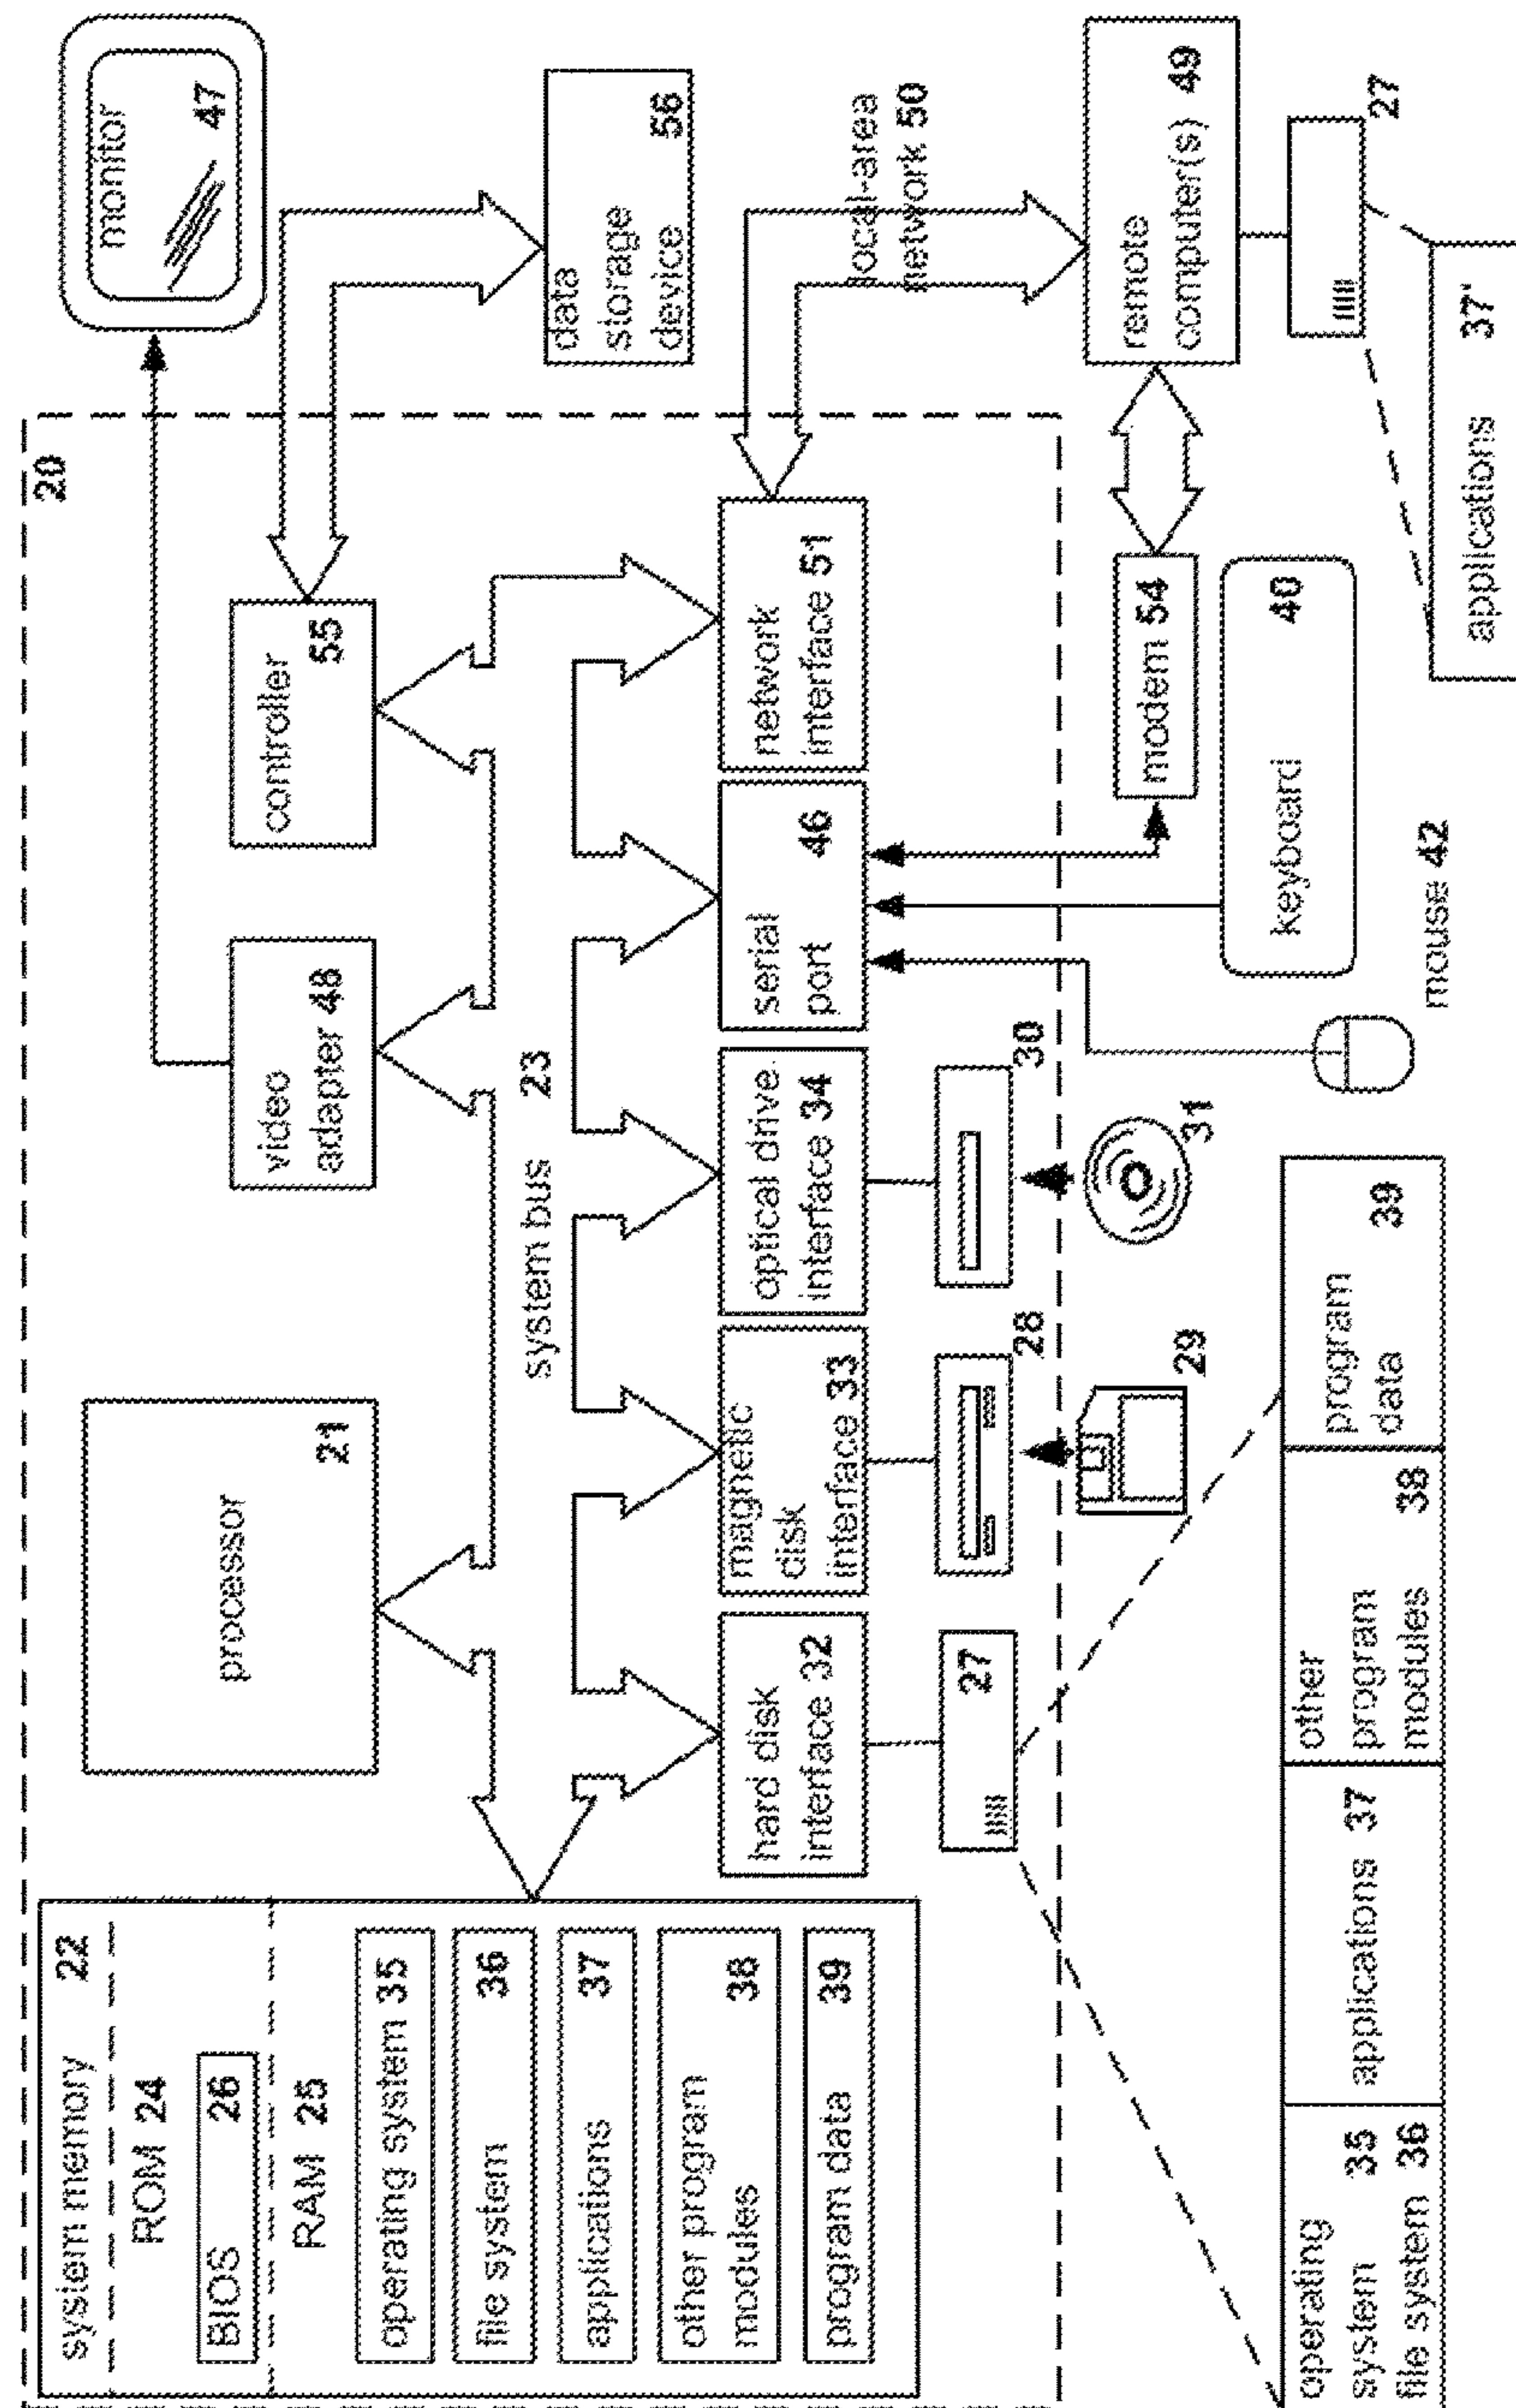 system memory 22
ROM 24
BIOS 26
RAM 25
operating system 35
file system 36
applications 37
other program
modules 38
program data 39
processor
21
20
video
adapter 48
controller
55
monitor
47
system bus 23
data
storage
device 56
hard disk
interface 32
magnetic
disk
interface 33
optical drive
interface 34
serial
port 46
network
interface 51
local-area
network 50
27
28
30
29
31
modem 54
remote
computer(s) 49
keyboard 40
mouse 42
27
operating
system 35
file system 36
applications 37
other
program
modules 38
program
data 39
applications 37'